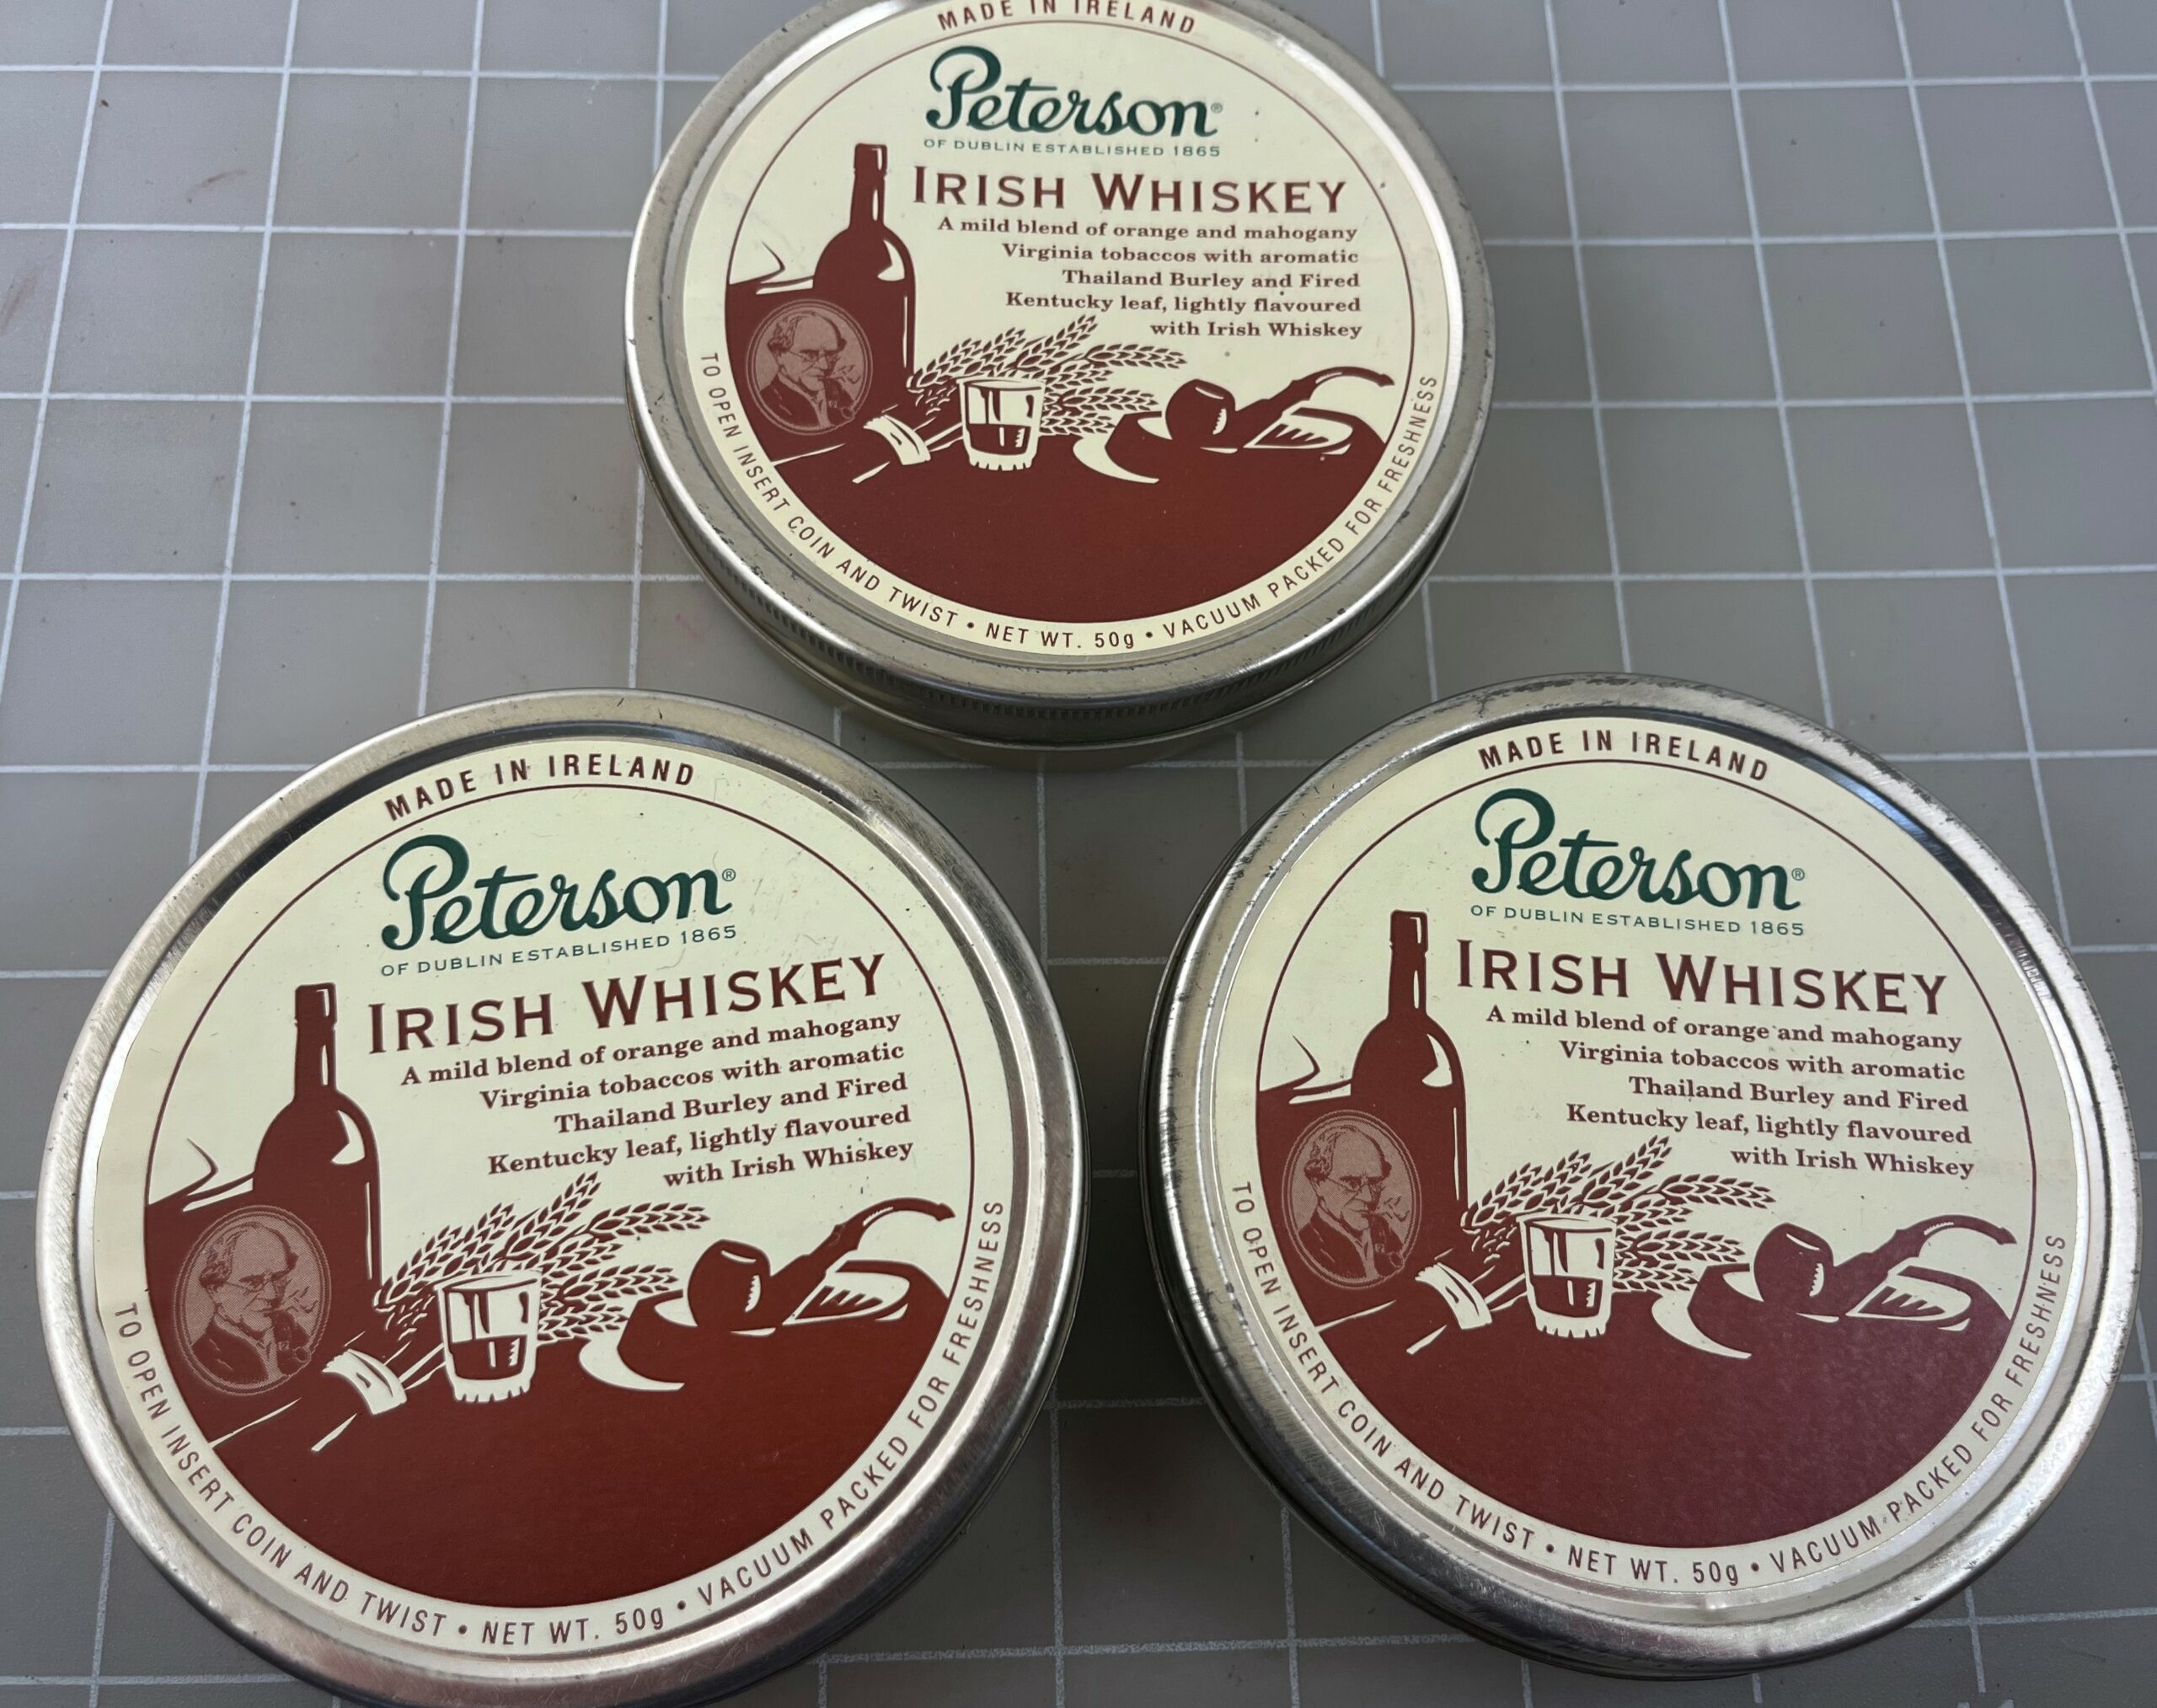 MADE IN IRELAND
Peterson®
OF DUBLIN ESTABLISHED 1865
IRISH WHISKEY
A mild blend of orange and mahogany
Virginia tobaccos with aromatic
Thailand Burley and Fired
Kentucky leaf, lightly flavoured
with Irish Whiskey
TO OPEN INSERT COIN AND TWIST • NET WT. 50g • VACUUM PACKED FOR FRESHNESS
MADE IN IRELAND
Peterson®
OF DUBLIN ESTABLISHED 1865
IRISH WHISKEY
A mild blend of orange and mahogany
Virginia tobaccos with aromatic
Thailand Burley and Fired
Kentucky leaf, lightly flavoured
with Irish Whiskey
TO OPEN INSERT COIN AND TWIST • NET WT. 50g • VACUUM PACKED FOR FRESHNESS
MADE IN IRELAND
Peterson®
OF DUBLIN ESTABLISHED 1865
IRISH WHISKEY
A mild blend of orange and mahogany
Virginia tobaccos with aromatic
Thailand Burley and Fired
Kentucky leaf, lightly flavoured
with Irish Whiskey
TO OPEN INSERT COIN AND TWIST • NET WT. 50g • VACUUM PACKED FOR FRESHNESS